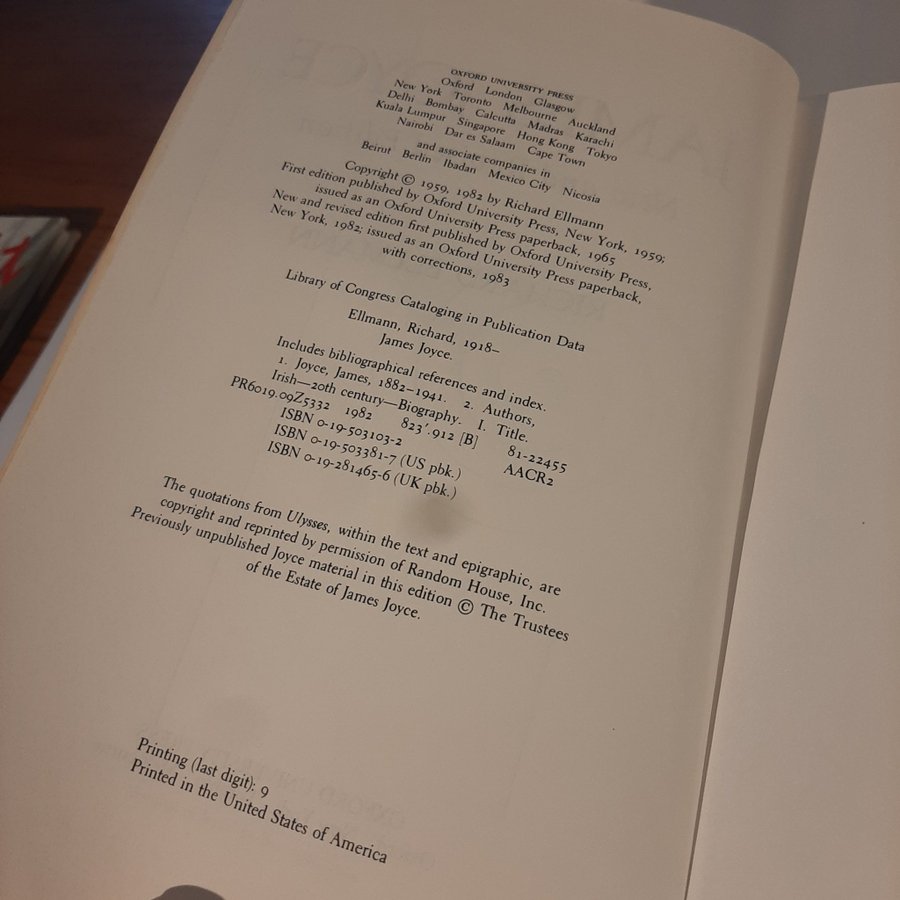 OXFORD UNIVERSITY PRESS
Oxford London Glasgow
New York Toronto Melbourne Auckland
Delhi Bombay Calcutta Madras Karachi
Kuala Lumpur Singapore Hong Kong Tokyo
Nairobi Dar es Salaam Cape Town
and associate companies in
Beirut Berlin Ibadan Mexico City Nicosia
Copyright © 1959, 1982 by Richard Ellmann
First edition published by Oxford University Press, New York, 1959;
issued as an Oxford University Press paperback, 1965
New and revised edition first published by Oxford University Press,
New York, 1982; issued as an Oxford University Press paperback,
with corrections, 1983
Library of Congress Cataloging in Publication Data
Ellmann, Richard, 1918–
James Joyce.
Includes bibliographical references and index.
1. Joyce, James, 1882–1941. 2. Authors,
Irish—20th century—Biography. I. Title.
PR6019.09Z5332 1982 823'.912 [B] 81-22455
ISBN 0-19-503103-2 AACR2
ISBN 0-19-503381-7 (US pbk.)
ISBN 0-19-281465-6 (UK pbk.)
The quotations from Ulysses, within the text and epigraphic, are
copyright and reprinted by permission of Random House, Inc.
Previously unpublished Joyce material in this edition © The Trustees
of the Estate of James Joyce.
Printing (last digit): 9
Printed in the United States of America